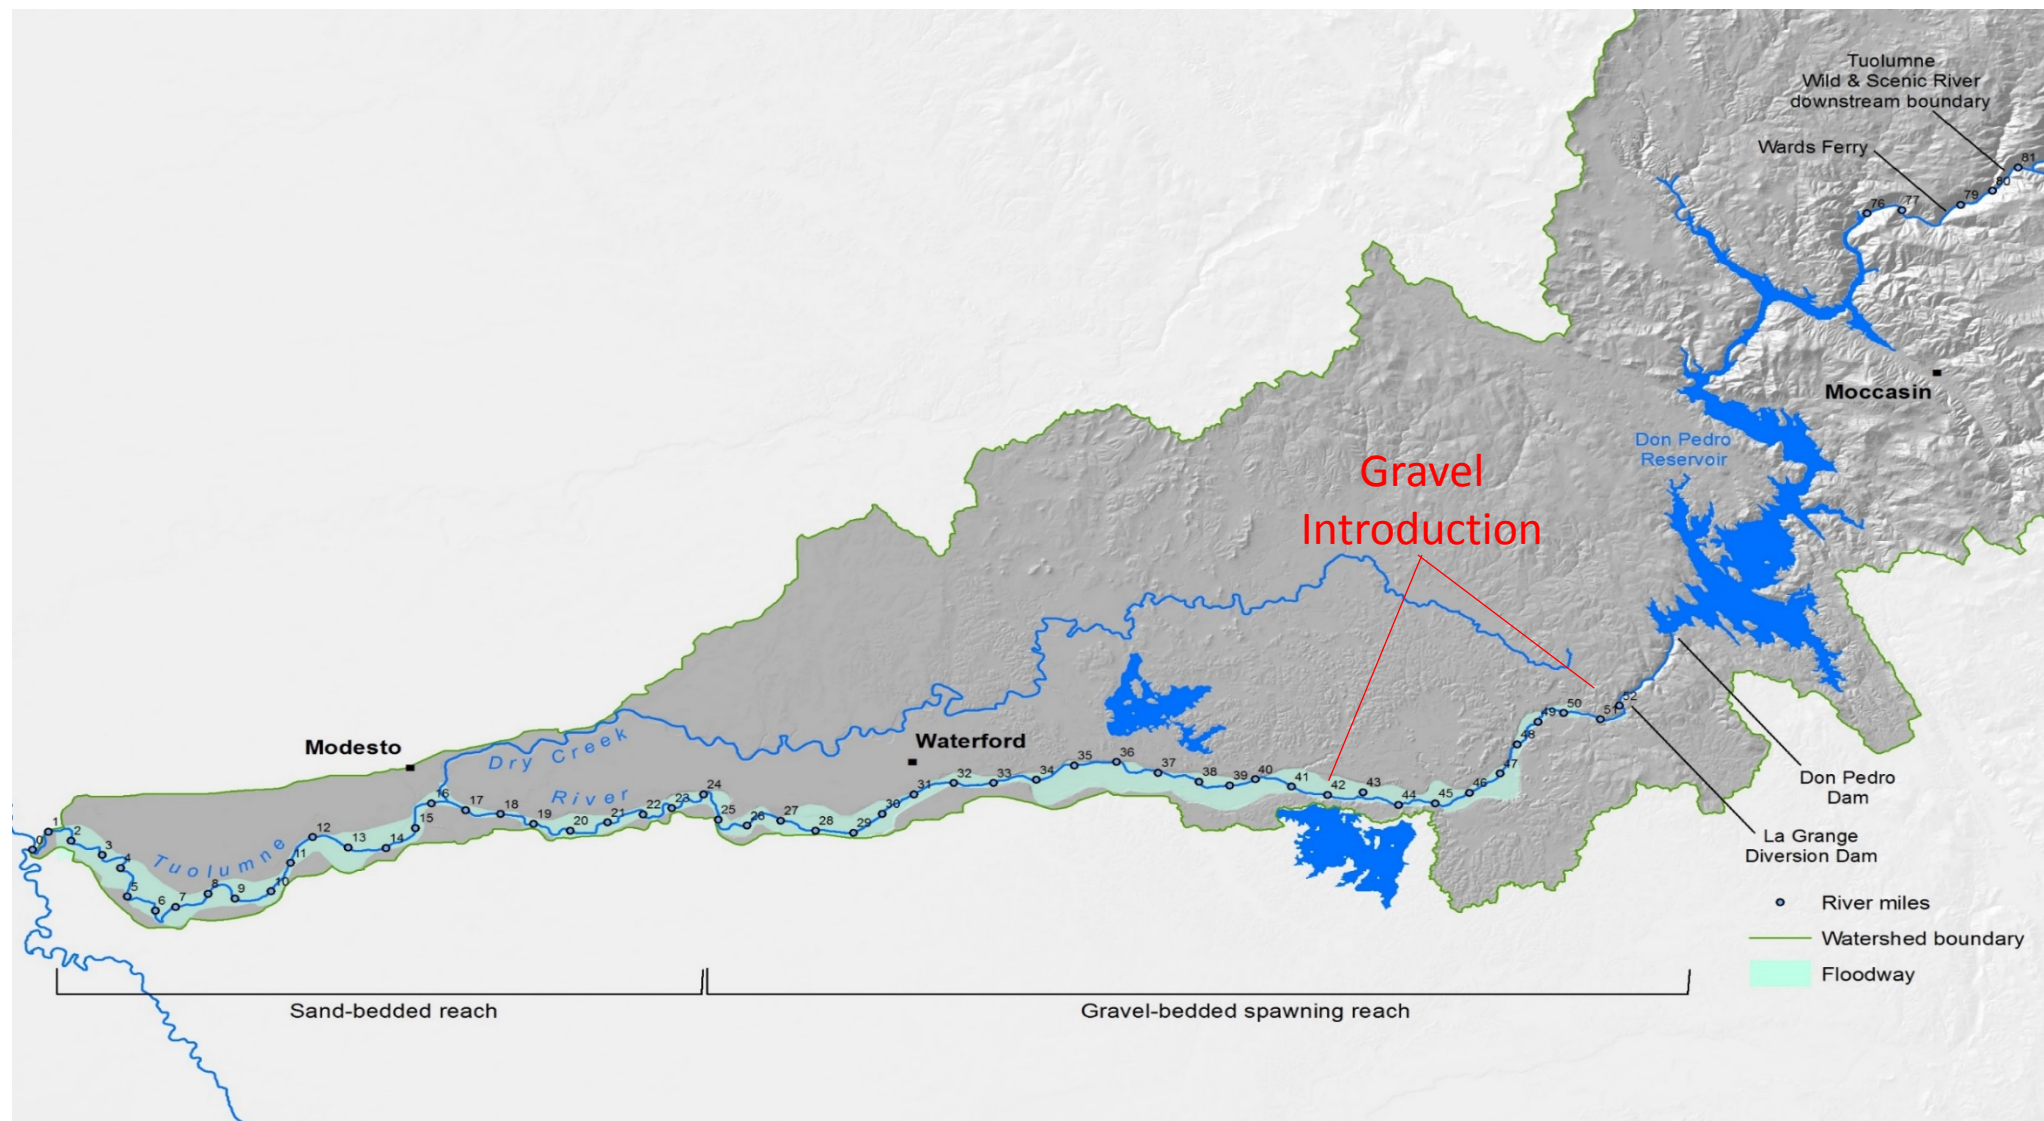 Tuolumne
Wild & Scenic River
downstream boundary
Wards Ferry
81
80
79
77
76
Moccasin
Don Pedro
Reservoir
Gravel
Introduction
52
51
50
49
48
47
46
45
44
43
42
41
40
39
38
37
36
35
34
33
32
31
30
29
28
27
26
25
24
23
22
21
20
19
18
17
16
15
14
13
12
11
10
9
8
7
6
5
4
3
2
1
0
Modesto
Dry Creek
Waterford
Tuolumne River
Don Pedro
Dam
La Grange
Diversion Dam
River miles
Watershed boundary
Floodway
Sand-bedded reach
Gravel-bedded spawning reach